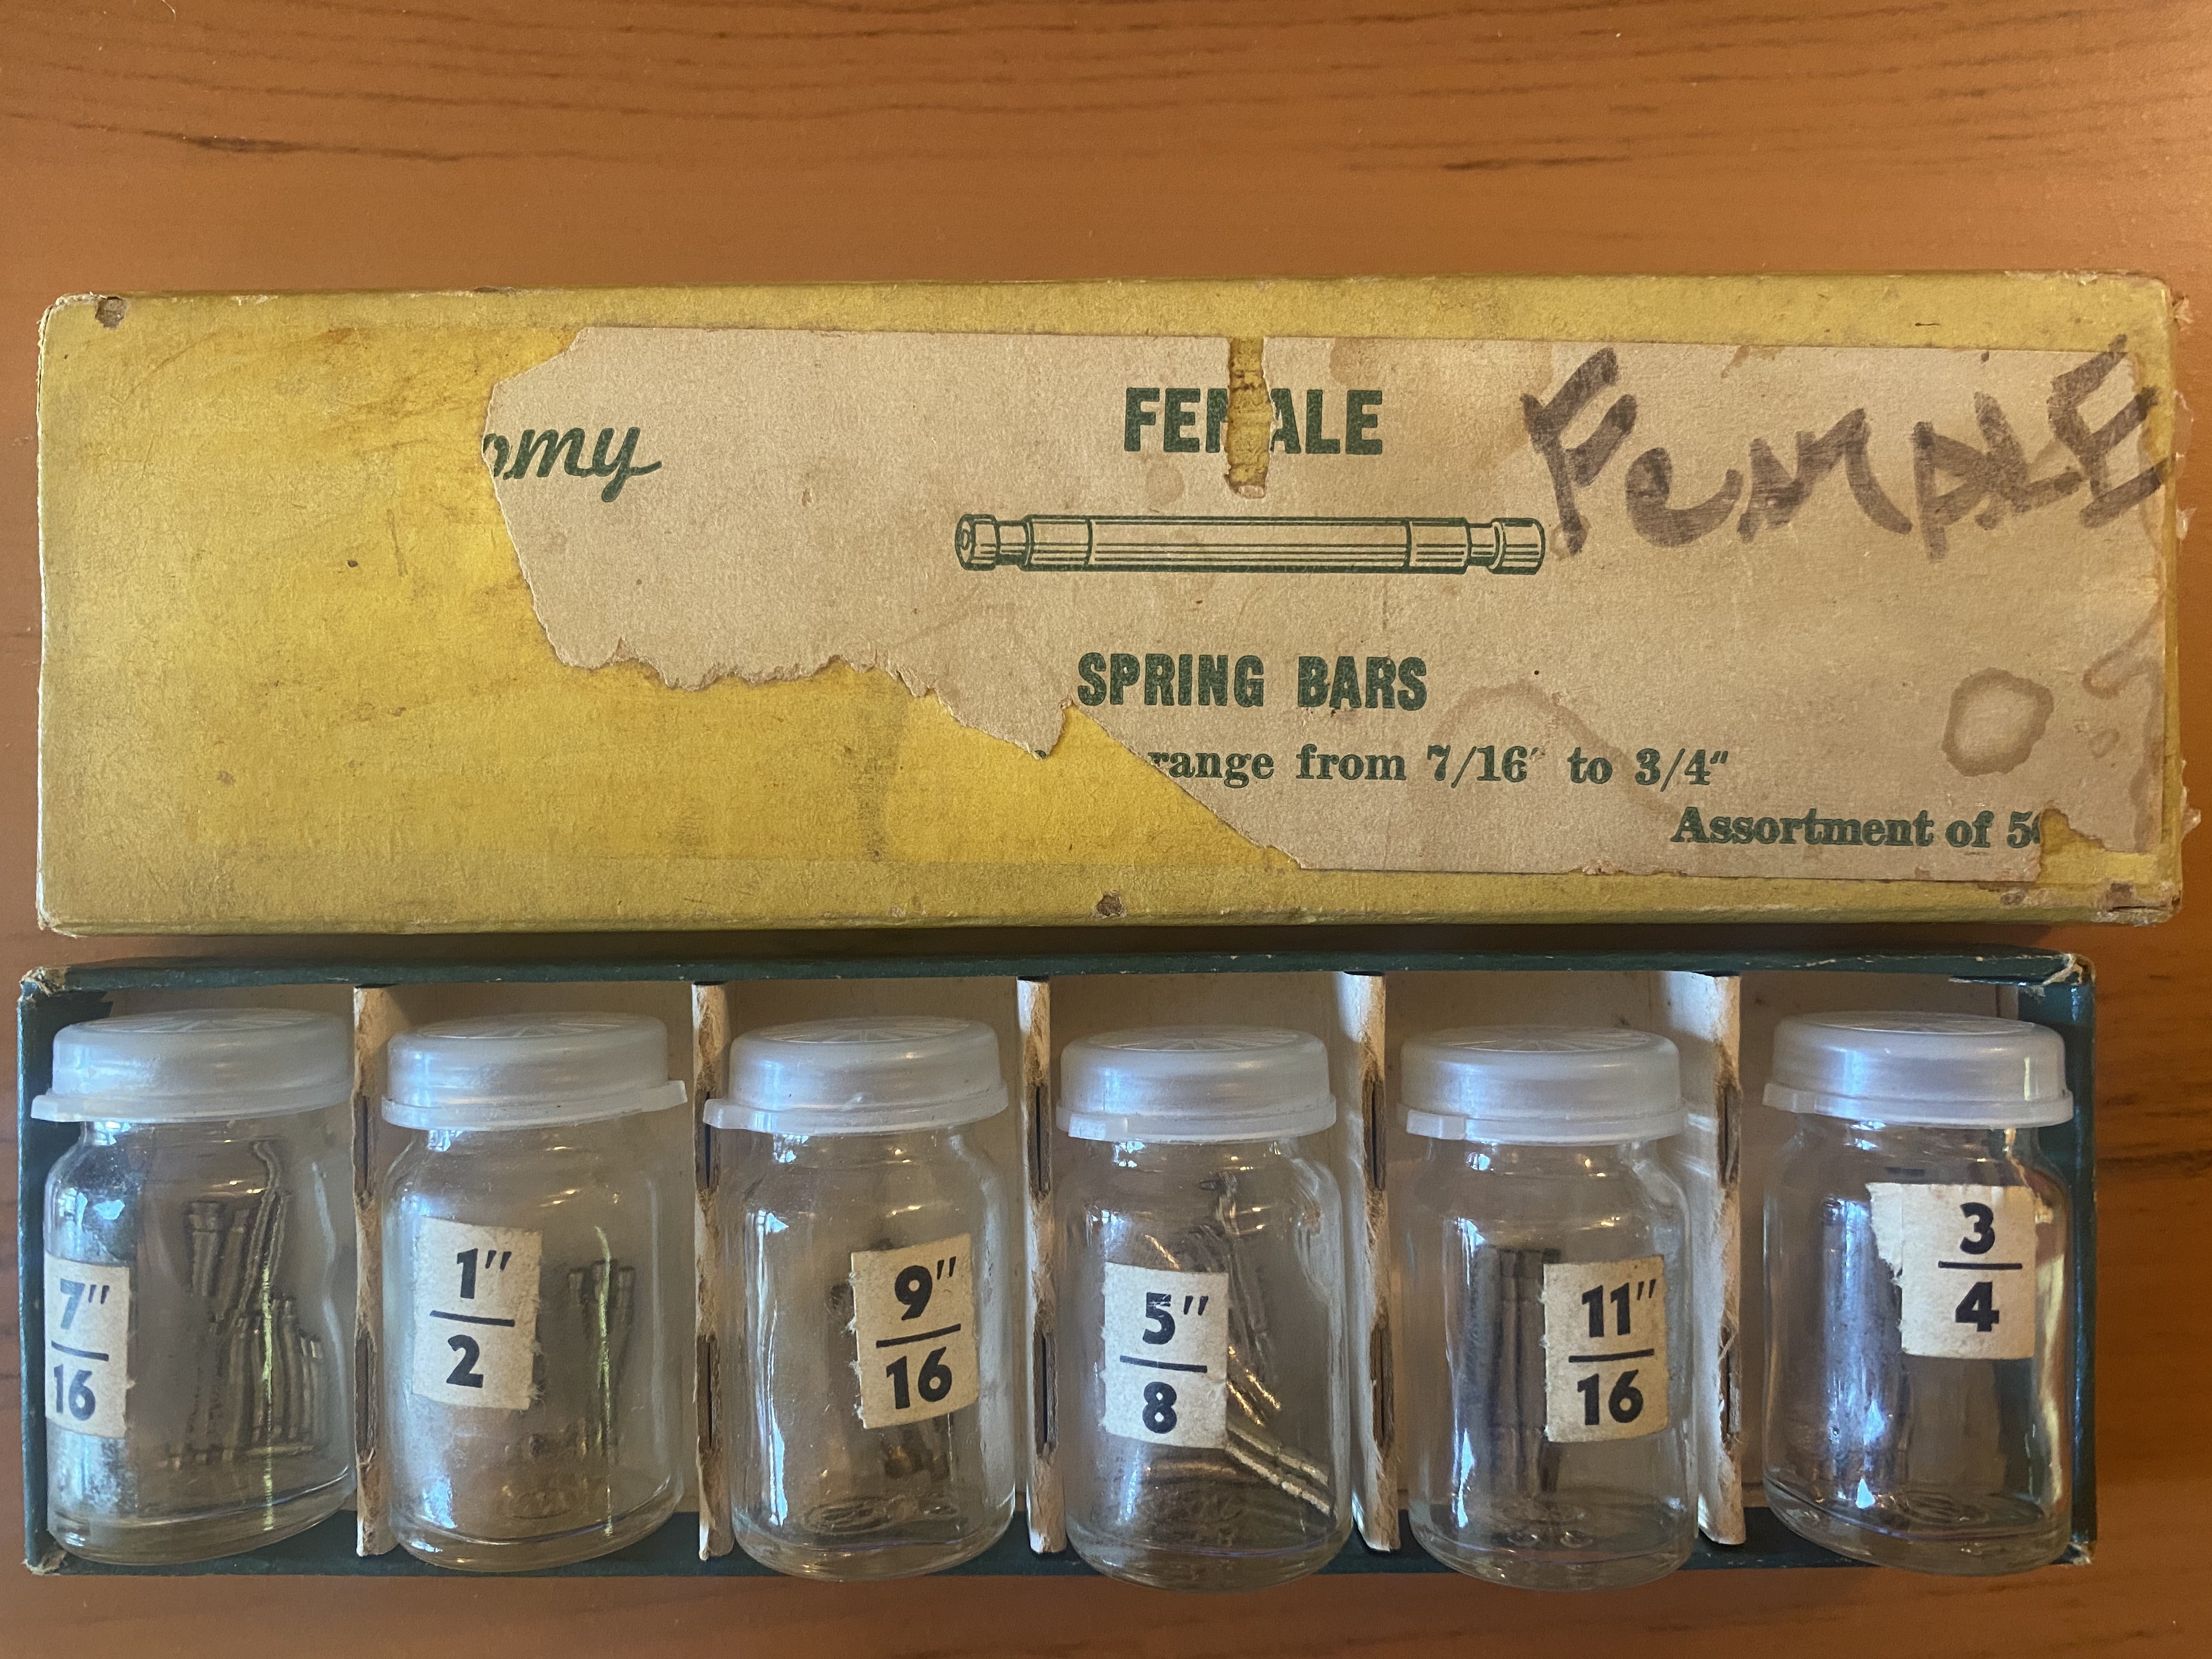 omy
FEMALE
FeMALE
SPRING BARS
range from 7/16" to 3/4"
Assortment of
7"
16
1"
2
9"
16
5"
8
11"
16
3
4